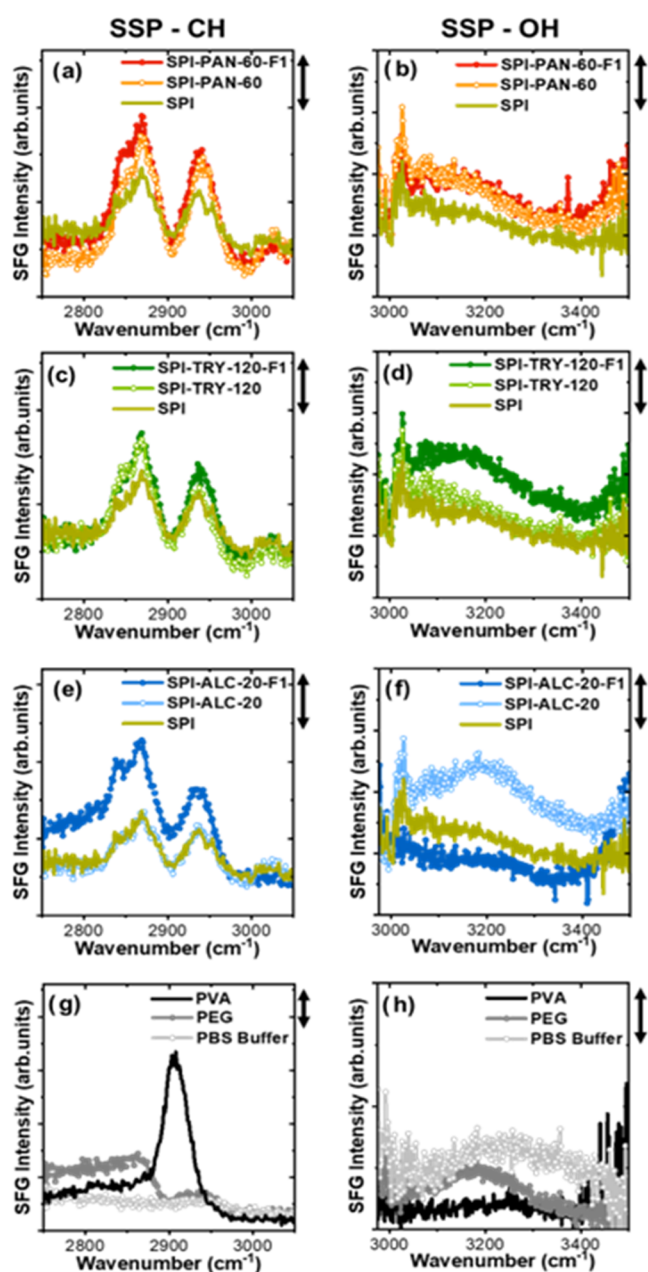 SSP - CH
SSP - OH
(a)
SPI-PAN-60-F1
SPI-PAN-60
SPI
SFG Intensity (arb.units)
2800 2900 3000
Wavenumber (cm-1)
(b)
SPI-PAN-60-F1
SPI-PAN-60
SPI
SFG Intensity (arb.units)
3000 3200 3400
Wavenumber (cm-1)
(c)
SPI-TRY-120-F1
SPI-TRY-120
SPI
SFG Intensity (arb.units)
2800 2900 3000
Wavenumber (cm-1)
(d)
SPI-TRY-120-F1
SPI-TRY-120
SPI
SFG Intensity (arb.units)
3000 3200 3400
Wavenumber (cm-1)
(e)
SPI-ALC-20-F1
SPI-ALC-20
SPI
SFG Intensity (arb.units)
2800 2900 3000
Wavenumber (cm-1)
(f)
SPI-ALC-20-F1
SPI-ALC-20
SPI
SFG Intensity (arb.units)
3000 3200 3400
Wavenumber (cm-1)
(g)
PVA
PEG
PBS Buffer
SFG Intensity (arb.units)
2800 2900 3000
Wavenumber (cm-1)
(h)
PVA
PEG
PBS Buffer
SFG Intensity (arb.units)
3000 3200 3400
Wavenumber (cm-1)